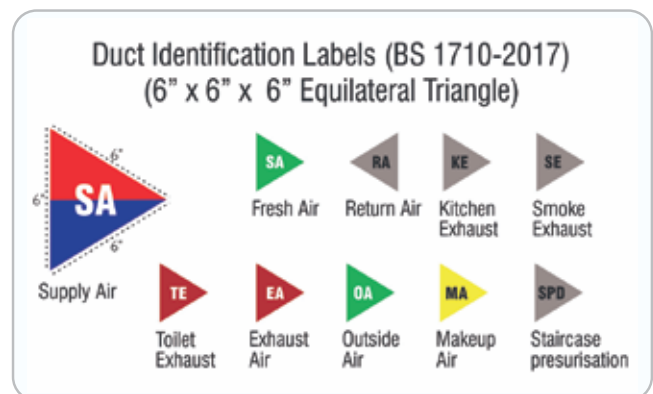 Duct Identification Labels (BS 1710-2017)
(6” x 6” x 6” Equilateral Triangle)
6”
6”
6”
SA
Supply Air
SA
Fresh Air
RA
Return Air
KE
Kitchen
Exhaust
SE
Smoke
Exhaust
TE
Toilet
Exhaust
EA
Exhaust
Air
OA
Outside
Air
MA
Makeup
Air
SPD
Staircase
presurisation